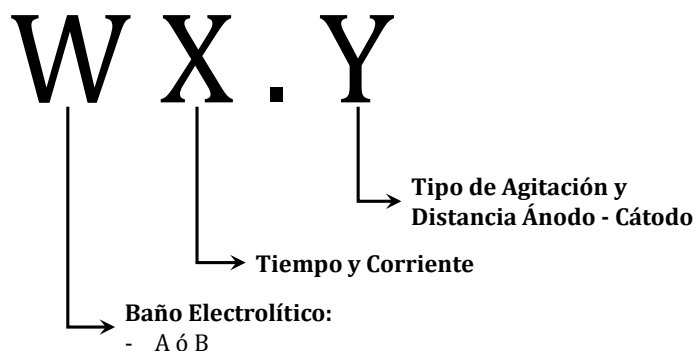 W X . Y
Tipo de Agitación y
Distancia Ánodo - Cátodo
Tiempo y Corriente
Baño Electrolítico:
- A ó B